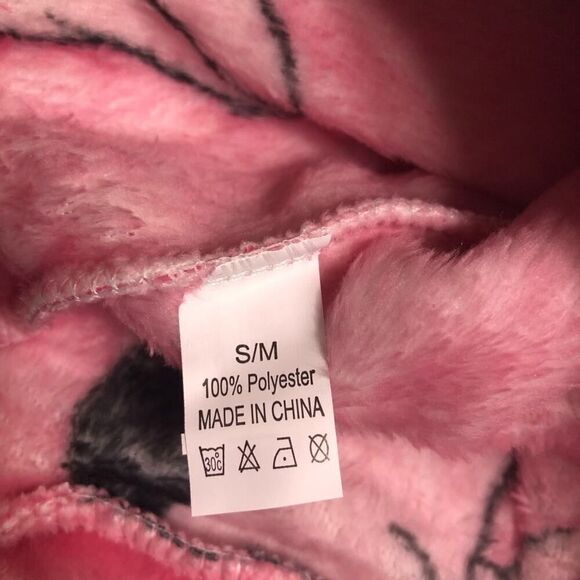 S/M
100% Polyester
MADE IN CHINA
30°C